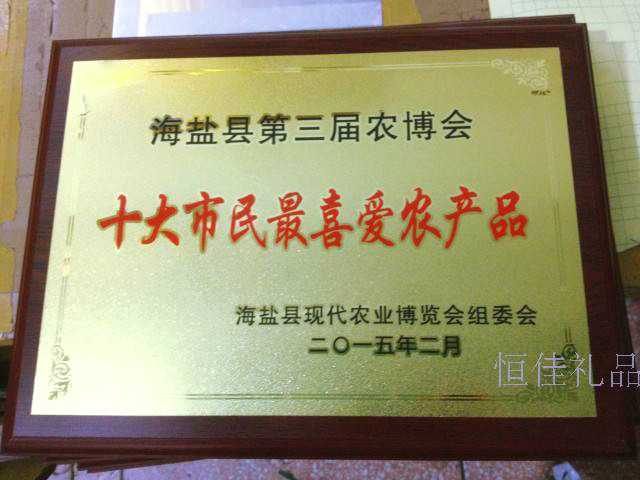 海盐县第三届农博会
十大市民最喜爱农产品
海盐县现代农业博览会组委会
二〇一五年二月
恒佳礼品